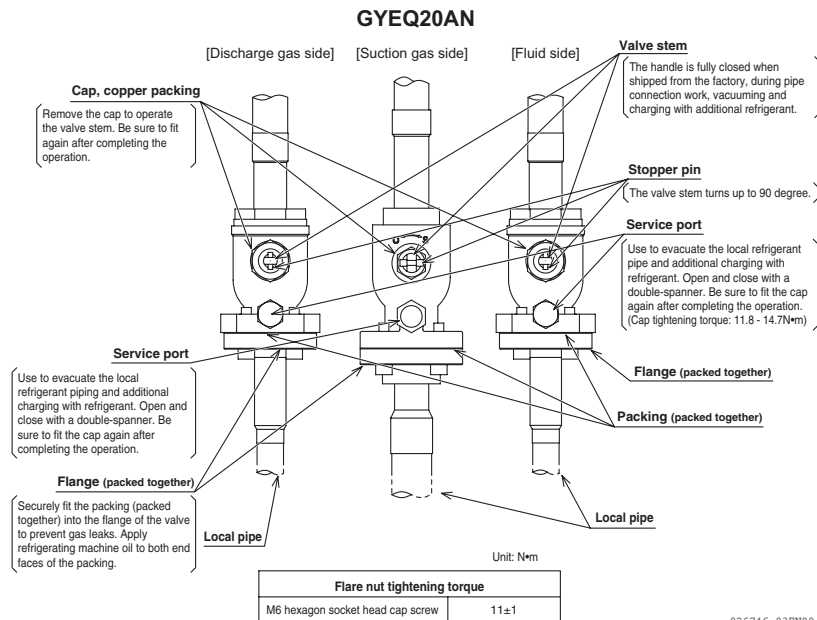 GYEQ20AN
[Discharge gas side] [Suction gas side] [Fluid side]
Valve stem
The handle is fully closed when
shipped from the factory, during pipe
connection work, vacuuming and
charging with additional refrigerant.
Cap, copper packing
Remove the cap to operate
the valve stem. Be sure to fit
again after completing the
operation.
Stopper pin
The valve stem turns up to 90 degree.
Service port
Use to evacuate the local refrigerant
pipe and additional charging with
refrigerant. Open and close with a
double-spanner. Be sure to fit the cap
again after completing the operation.
(Cap tightening torque: 11.8 - 14.7N•m)
Service port
Use to evacuate the local
refrigerant piping and additional
charging with refrigerant. Open and
close with a double-spanner. Be
sure to fit the cap again after
completing the operation.
Flange (packed together)
Packing (packed together)
Flange (packed together)
Securely fit the packing (packed
together) into the flange of the valve
to prevent gas leaks. Apply
refrigerating machine oil to both end
faces of the packing.
Local pipe
Local pipe
Unit: N•m
Flare nut tightening torque
M6 hexagon socket head cap screw 11±1